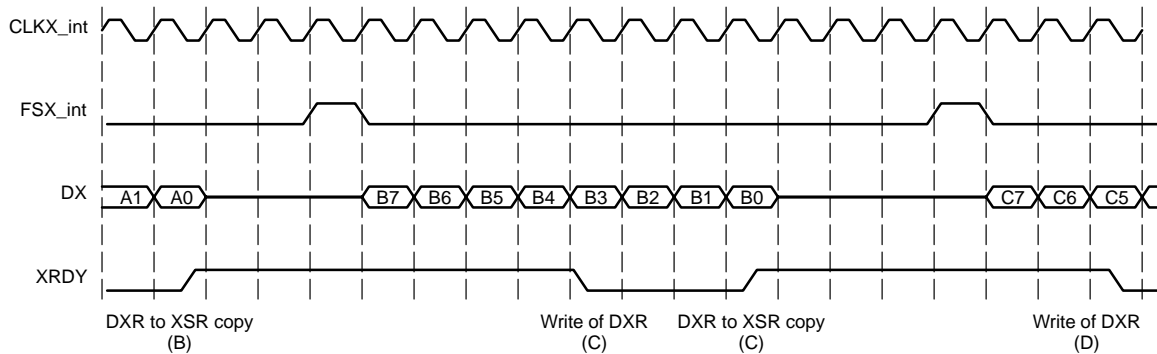 CLKX_int
FSX_int
DX A1 A0 B7 B6 B5 B4 B3 B2 B1 B0 C7 C6 C5
XRDY
DXR to XSR copy Write of DXR DXR to XSR copy Write of DXR
(B) (C) (C) (D)